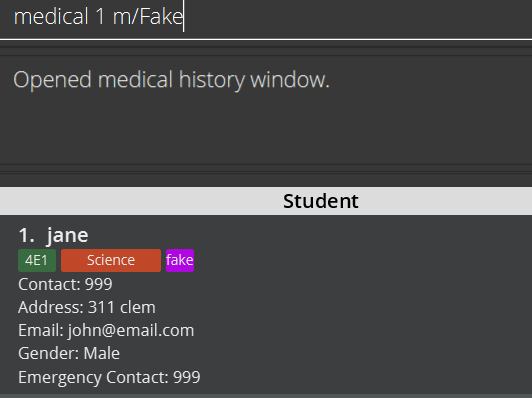 medical 1 m/Fake
Opened medical history window.
Student
1. jane
4E1 Science fake
Contact: 999
Address: 311 clem
Email: john@email.com
Gender: Male
Emergency Contact: 999